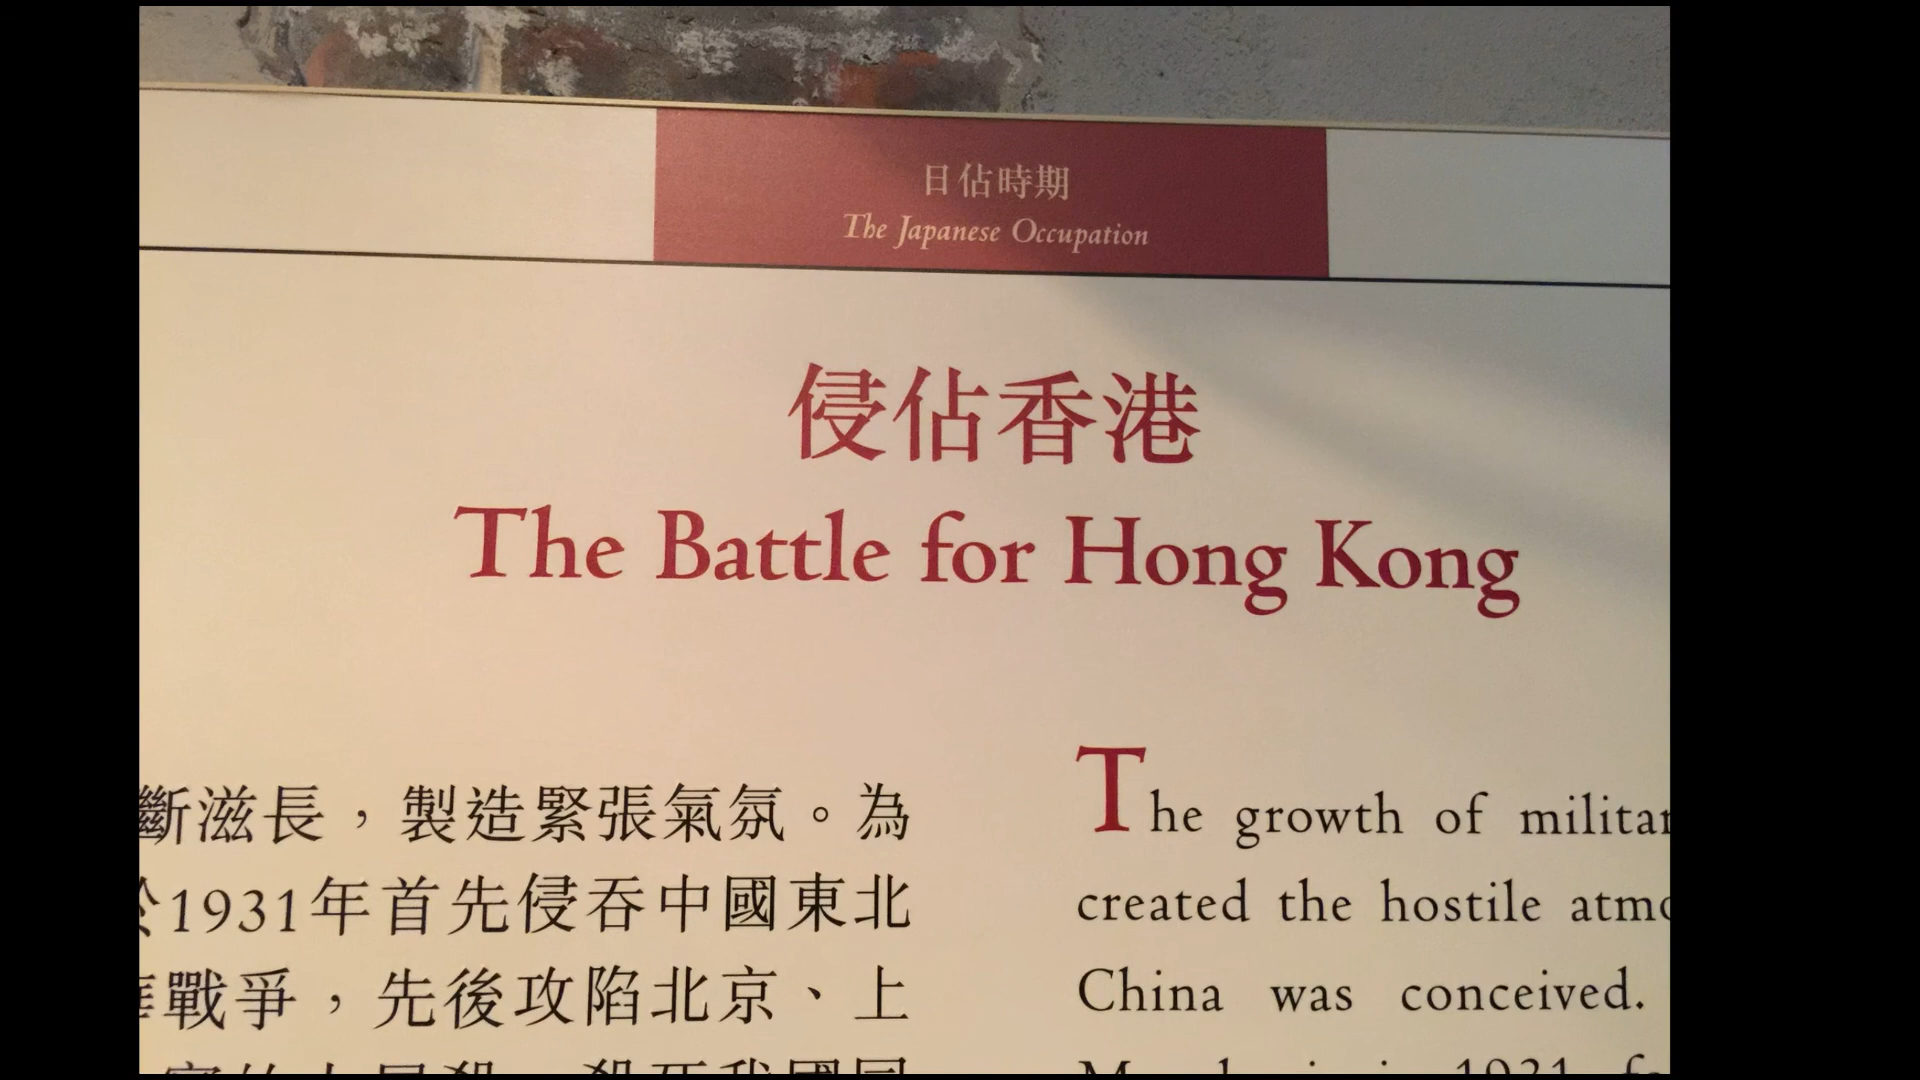 日佔時期
The Japanese Occupation
侵佔香港
The Battle for Hong Kong
斷滋長，製造緊張氣氛。為
於1931年首先侵吞中國東北
戰爭，先後攻陷北京、上
The growth of
created the hostile
China was conceived.
1931